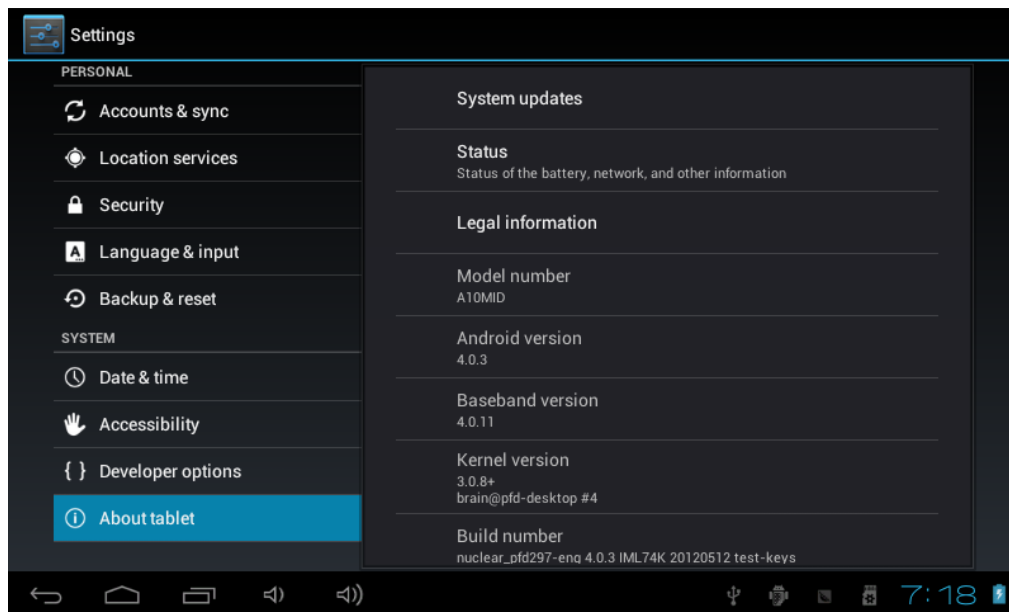 Settings
PERSONAL
Accounts & sync
Location services
Security
Language & input
Backup & reset
SYSTEM
Date & time
Accessibility
{ } Developer options
About tablet
System updates
Status
Status of the battery, network, and other information
Legal information
Model number
A10MID
Android version
4.0.3
Baseband version
4.0.11
Kernel version
3.0.8+
brain@pfd-desktop #4
Build number
nuclear_pfd297-eng 4.0.3 IML74K 20120512 test-keys
7:18